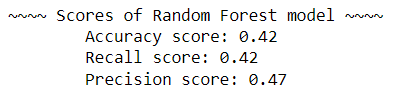 ~~~~ Scores of Random Forest model ~~~~
Accuracy score: 0.42
Recall score: 0.42
Precision score: 0.47